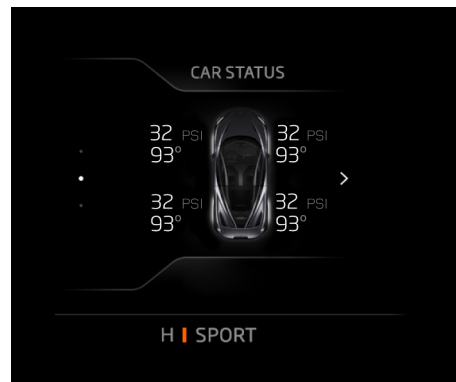 CAR STATUS
32 PSI 32 PSI
93° 93°
32 PSI 32 PSI
93° 93°
H SPORT